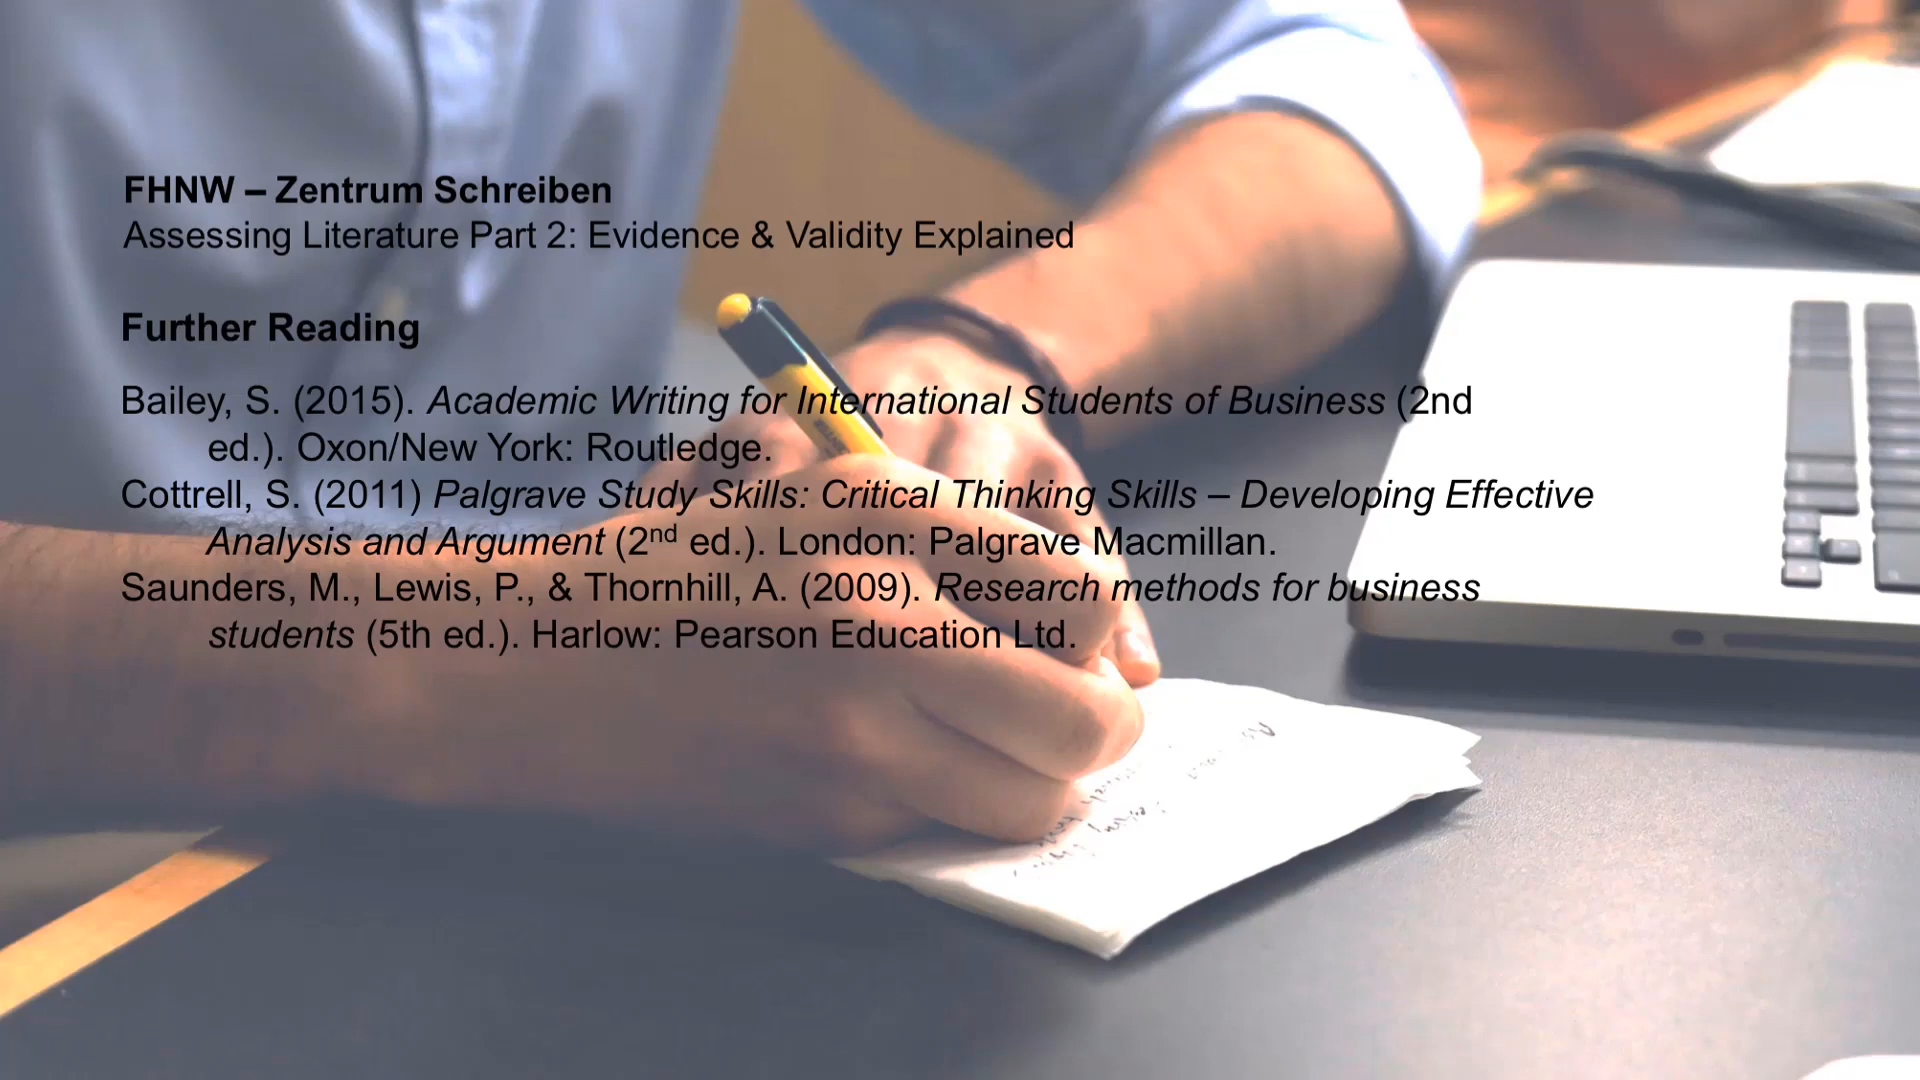 FHNW – Zentrum Schreiben
Assessing Literature Part 2: Evidence & Validity Explained
Further Reading
Bailey, S. (2015). Academic Writing for International Students of Business (2nd
ed.). Oxon/New York: Routledge.
Cottrell, S. (2011) Palgrave Study Skills: Critical Thinking Skills – Developing Effective
Analysis and Argument (2nd ed.). London: Palgrave Macmillan.
Saunders, M., Lewis, P., & Thornhill, A. (2009). Research methods for business
students (5th ed.). Harlow: Pearson Education Ltd.